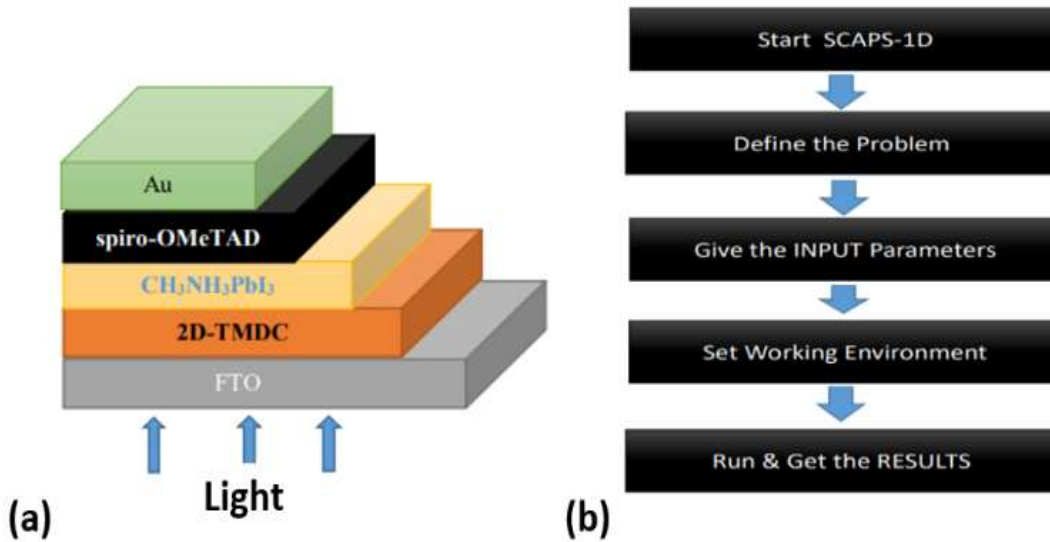 Au
spiro-OMeTAD
CH₃NH₃PbI₃
2D-TMDC
FTO
Light
(a)
Start SCAPS-1D
Define the Problem
Give the INPUT Parameters
Set Working Environment
Run & Get the RESULTS
(b)